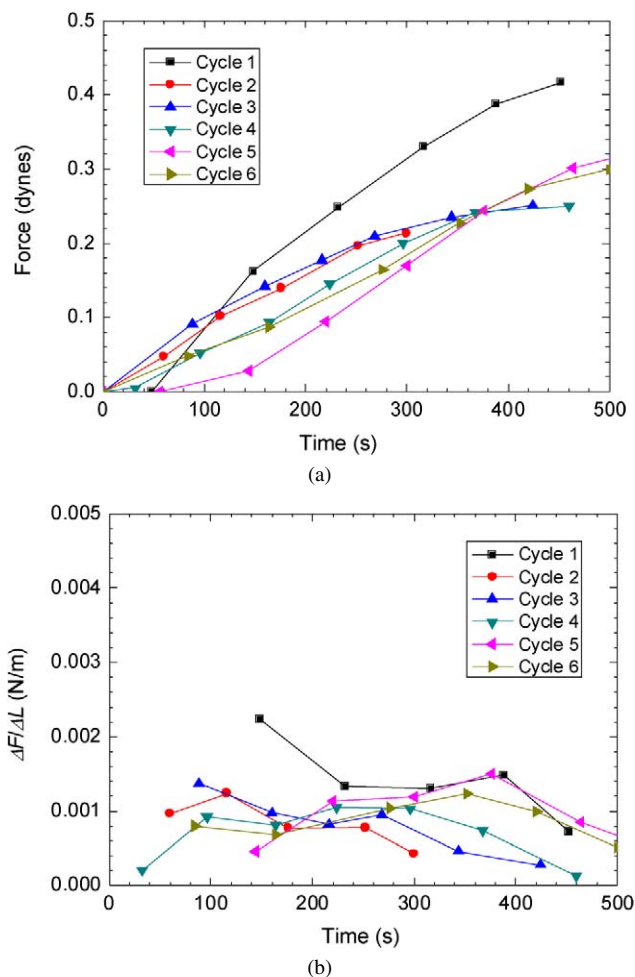 0.5
0.4
0.3
0.2
0.1
0.0
Force (dynes)
Cycle 1
Cycle 2
Cycle 3
Cycle 4
Cycle 5
Cycle 6
0 100 200 300 400 500
Time (s)
(a)
0.005
0.004
0.003
0.002
0.001
0.000
ΔF/ΔL (N/m)
Cycle 1
Cycle 2
Cycle 3
Cycle 4
Cycle 5
Cycle 6
0 100 200 300 400 500
Time (s)
(b)